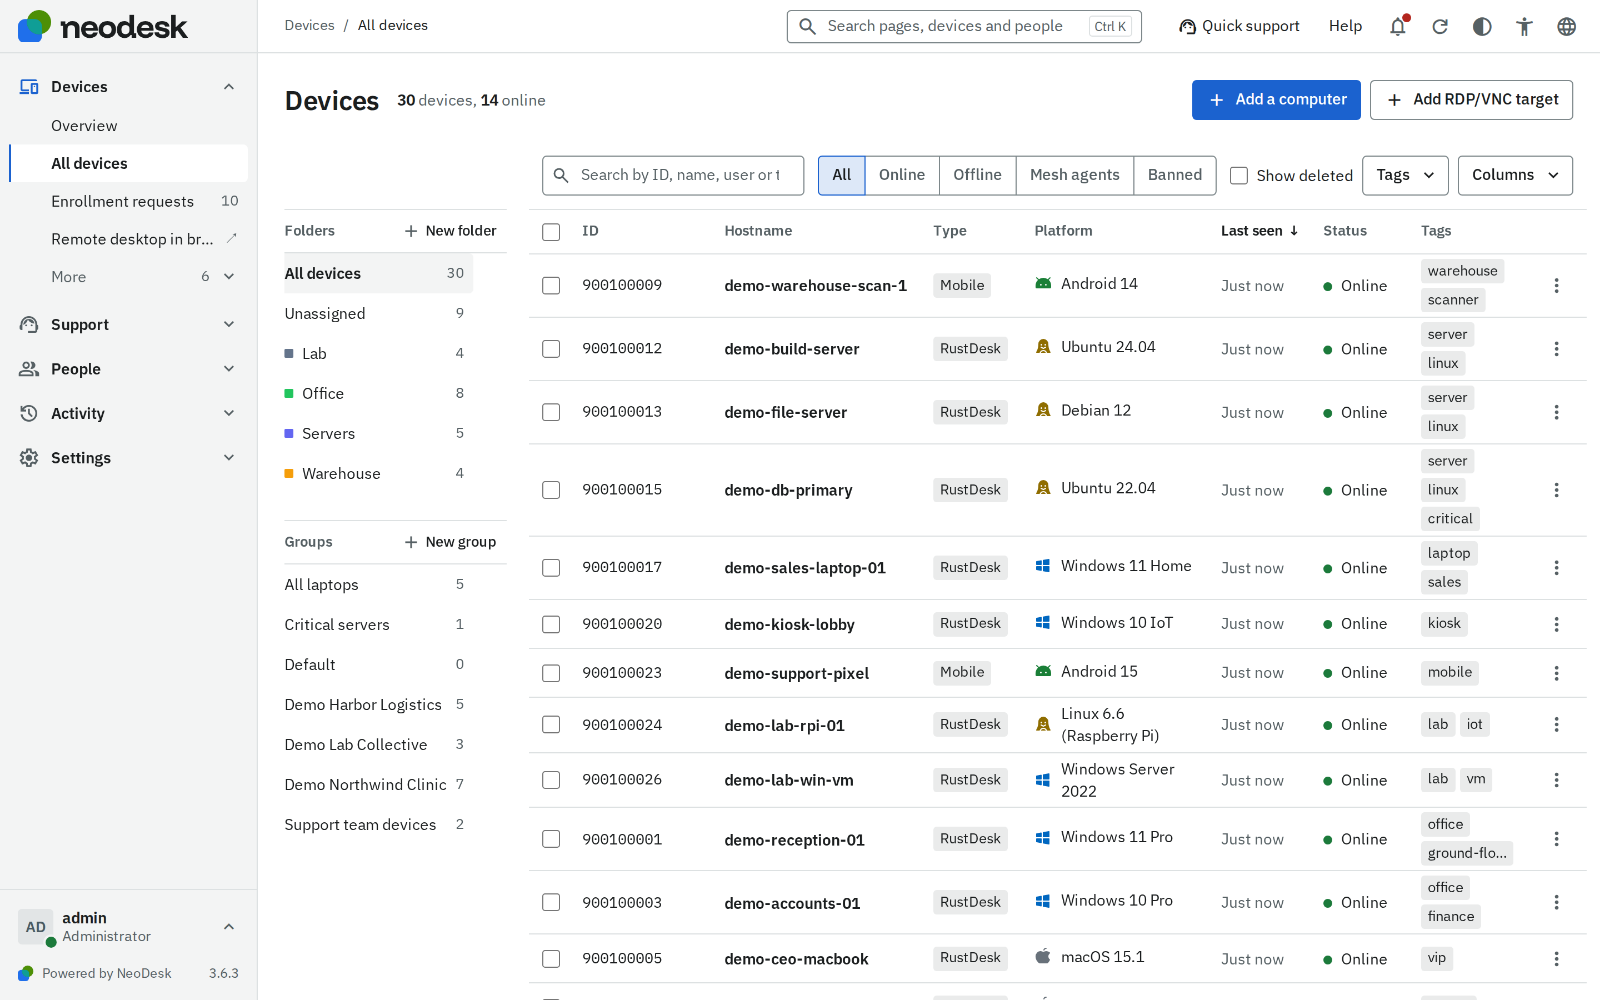 neodesk
Devices / All devices
Search pages, devices and people Ctrl K
Quick support
Help
Devices
Overview
All devices
Enrollment requests 10
Remote desktop in br...
More 6
Support
People
Activity
Settings
AD admin
Administrator
Powered by NeoDesk 3.6.3
Devices 30 devices, 14 online
Add a computer
Add RDP/VNC target
Search by ID, name, user or t
All Online Offline Mesh agents Banned
Show deleted
Tags
Columns
Folders New folder
All devices 30
Unassigned 9
Lab 4
Office 8
Servers 5
Warehouse 4
Groups New group
All laptops 5
Critical servers 1
Default 0
Demo Harbor Logistics 5
Demo Lab Collective 3
Demo Northwind Clinic 7
Support team devices 2
ID Hostname Type Platform Last seen ↓ Status Tags
900100009 demo-warehouse-scan-1 Mobile Android 14 Just now Online warehouse
scanner
900100012 demo-build-server RustDesk Ubuntu 24.04 Just now Online server
linux
900100013 demo-file-server RustDesk Debian 12 Just now Online server
linux
900100015 demo-db-primary RustDesk Ubuntu 22.04 Just now Online server
linux
critical
900100017 demo-sales-laptop-01 RustDesk Windows 11 Home Just now Online laptop
sales
900100020 demo-kiosk-lobby RustDesk Windows 10 IoT Just now Online kiosk
900100023 demo-support-pixel Mobile Android 15 Just now Online mobile
900100024 demo-lab-rpi-01 RustDesk Linux 6.6 Just now Online lab iot
(Raspberry Pi)
900100026 demo-lab-win-vm RustDesk Windows Server Just now Online lab vm
2022
900100001 demo-reception-01 RustDesk Windows 11 Pro Just now Online office
ground-flo...
900100003 demo-accounts-01 RustDesk Windows 10 Pro Just now Online office
finance
900100005 demo-ceo-macbook RustDesk macOS 15.1 Just now Online vip